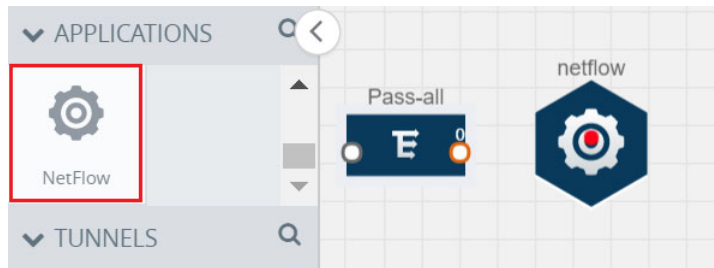 APPLICATIONS
NetFlow
TUNNELS
Pass-all
0
netflow